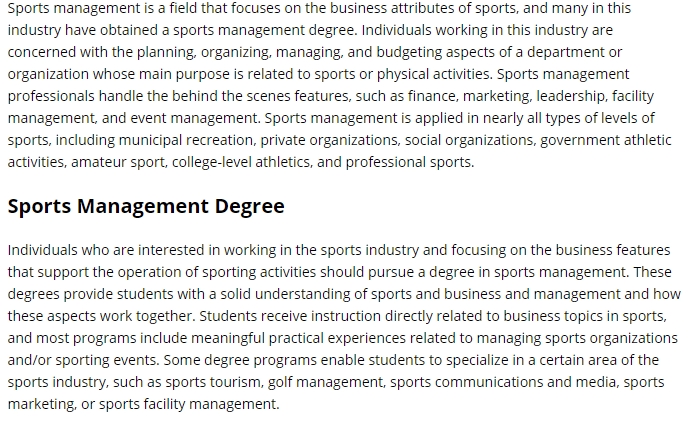 Sports management is a field that focuses on the business attributes of sports, and many in this
industry have obtained a sports management degree. Individuals working in this industry are
concerned with the planning, organizing, managing, and budgeting aspects of a department or
organization whose main purpose is related to sports or physical activities. Sports management
professionals handle the behind the scenes features, such as finance, marketing, leadership, facility
management, and event management. Sports management is applied in nearly all types of levels of
sports, including municipal recreation, private organizations, social organizations, government athletic
activities, amateur sport, college-level athletics, and professional sports.
Sports Management Degree
Individuals who are interested in working in the sports industry and focusing on the business features
that support the operation of sporting activities should pursue a degree in sports management. These
degrees provide students with a solid understanding of sports and business and management and how
these aspects work together. Students receive instruction directly related to business topics in sports,
and most programs include meaningful practical experiences related to managing sports organizations
and/or sporting events. Some degree programs enable students to specialize in a certain area of the
sports industry, such as sports tourism, golf management, sports communications and media, sports
marketing, or sports facility management.